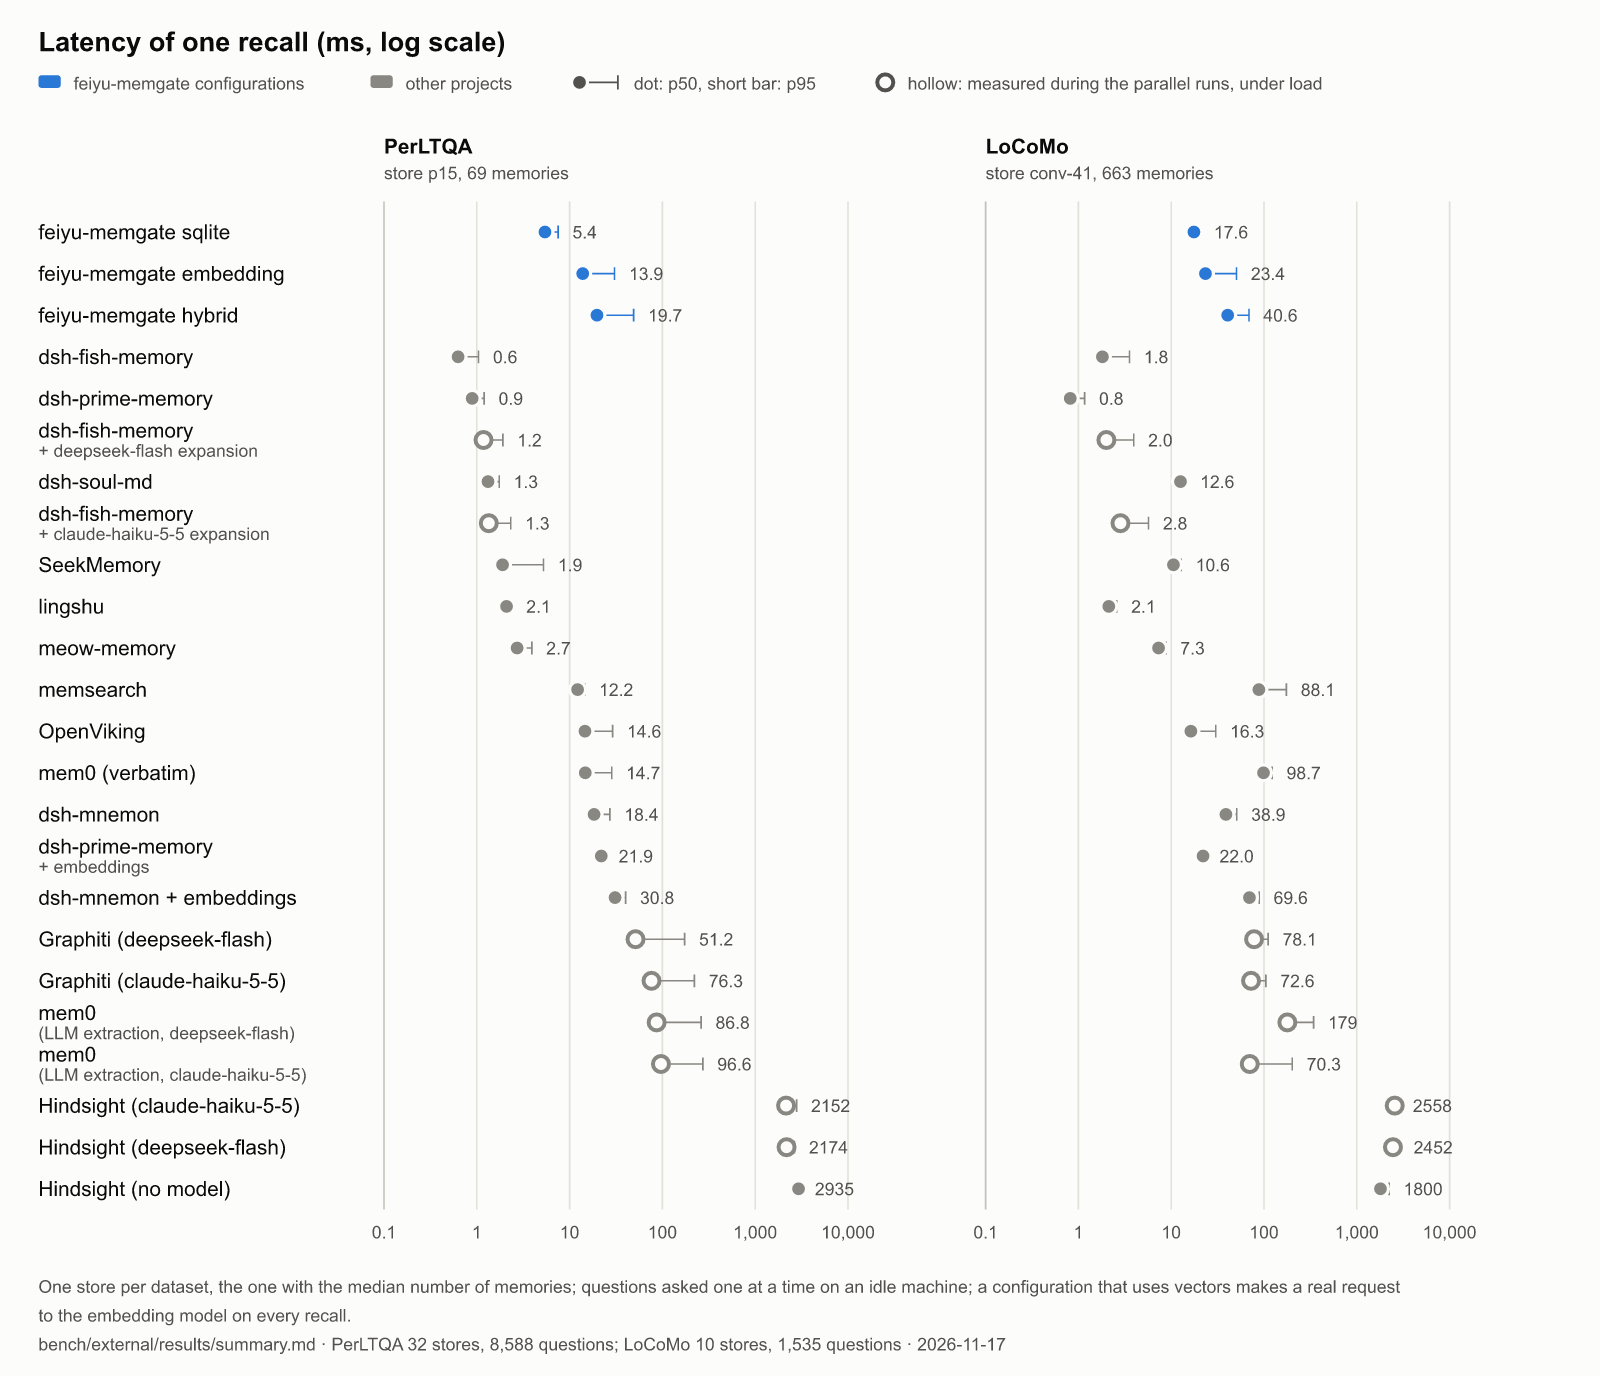 Latency of one recall (ms, log scale)
feiyu-memgate configurations other projects dot: p50, short bar: p95 hollow: measured during the parallel runs, under load
PerLTQA LoCoMo
store p15, 69 memories store conv-41, 663 memories
feiyu-memgate sqlite 5.4 17.6
feiyu-memgate embedding 13.9 23.4
feiyu-memgate hybrid 19.7 40.6
dsh-fish-memory 0.6 1.8
dsh-prime-memory 0.9 0.8
dsh-fish-memory
+ deepseek-flash expansion 1.2 2.0
dsh-soul-md 1.3 12.6
dsh-fish-memory
+ claude-haiku-5-5 expansion 1.3 2.8
SeekMemory 1.9 10.6
lingshu 2.1 2.1
meow-memory 2.7 7.3
memsearch 12.2 88.1
OpenViking 14.6 16.3
mem0 (verbatim) 14.7 98.7
dsh-mnemon 18.4 38.9
dsh-prime-memory
+ embeddings 21.9 22.0
dsh-mnemon + embeddings 30.8 69.6
Graphiti (deepseek-flash) 51.2 78.1
Graphiti (claude-haiku-5-5) 76.3 72.6
mem0
(LLM extraction, deepseek-flash) 86.8 179
mem0
(LLM extraction, claude-haiku-5-5) 96.6 70.3
Hindsight (claude-haiku-5-5) 2152 2558
Hindsight (deepseek-flash) 2174 2452
Hindsight (no model) 2935 1800
0.1 1 10 100 1,000 10,000 0.1 1 10 100 1,000 10,000
One store per dataset, the one with the median number of memories; questions asked one at a time on an idle machine; a configuration that uses vectors makes a real request
to the embedding model on every recall.
bench/external/results/summary.md · PerLTQA 32 stores, 8,588 questions; LoCoMo 10 stores, 1,535 questions · 2026-11-17